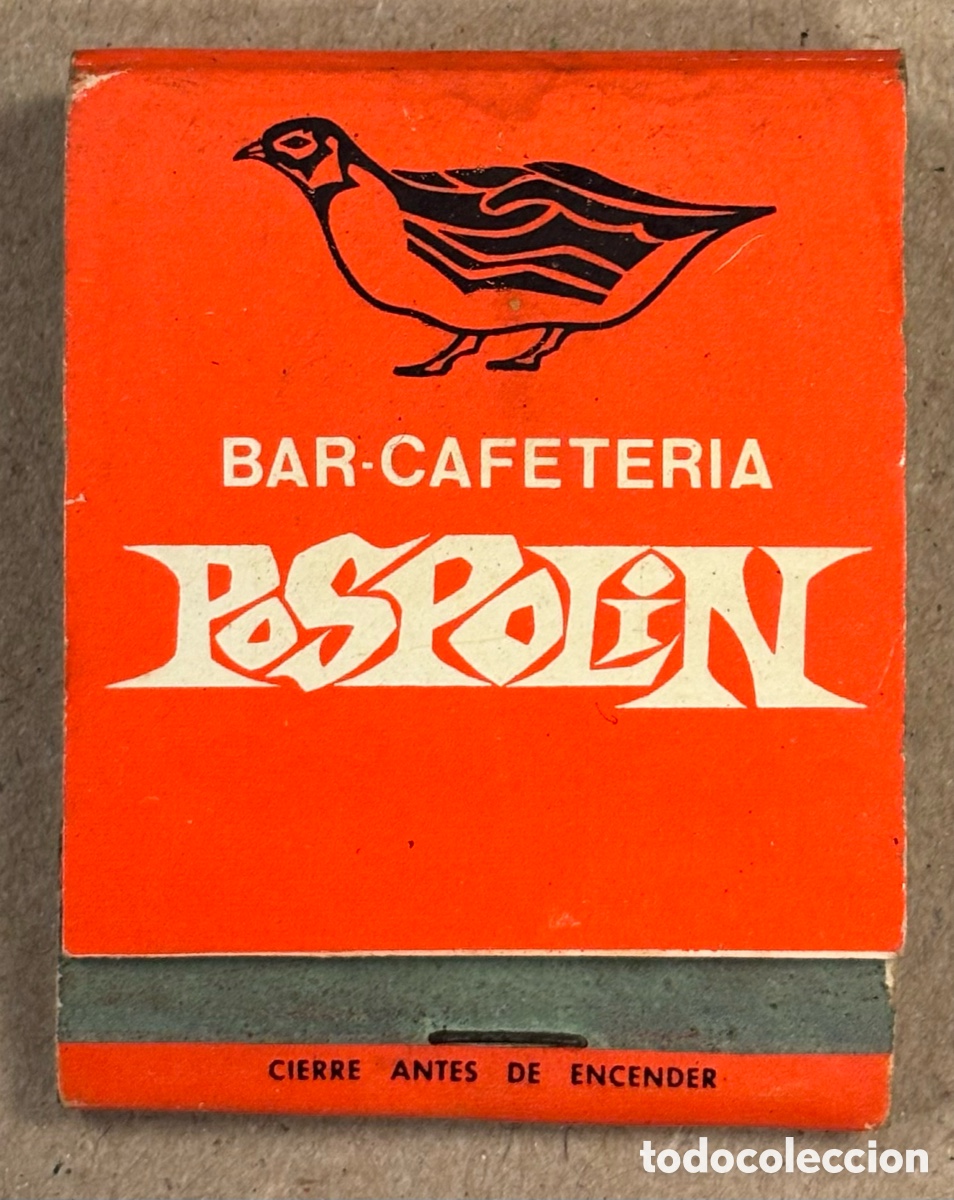 BAR-CAFETERIA
POSPOLIN
CIERRE ANTES DE ENCENDER
todocoleccion